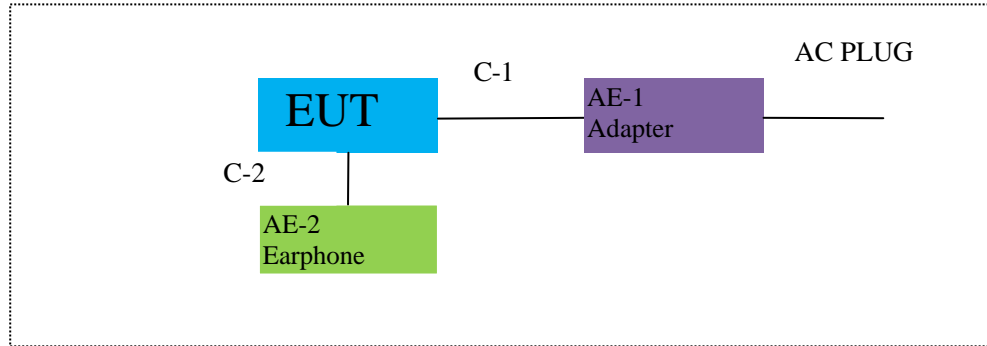 AC PLUG
C-1
EUT
AE-1
Adapter
C-2
AE-2
Earphone